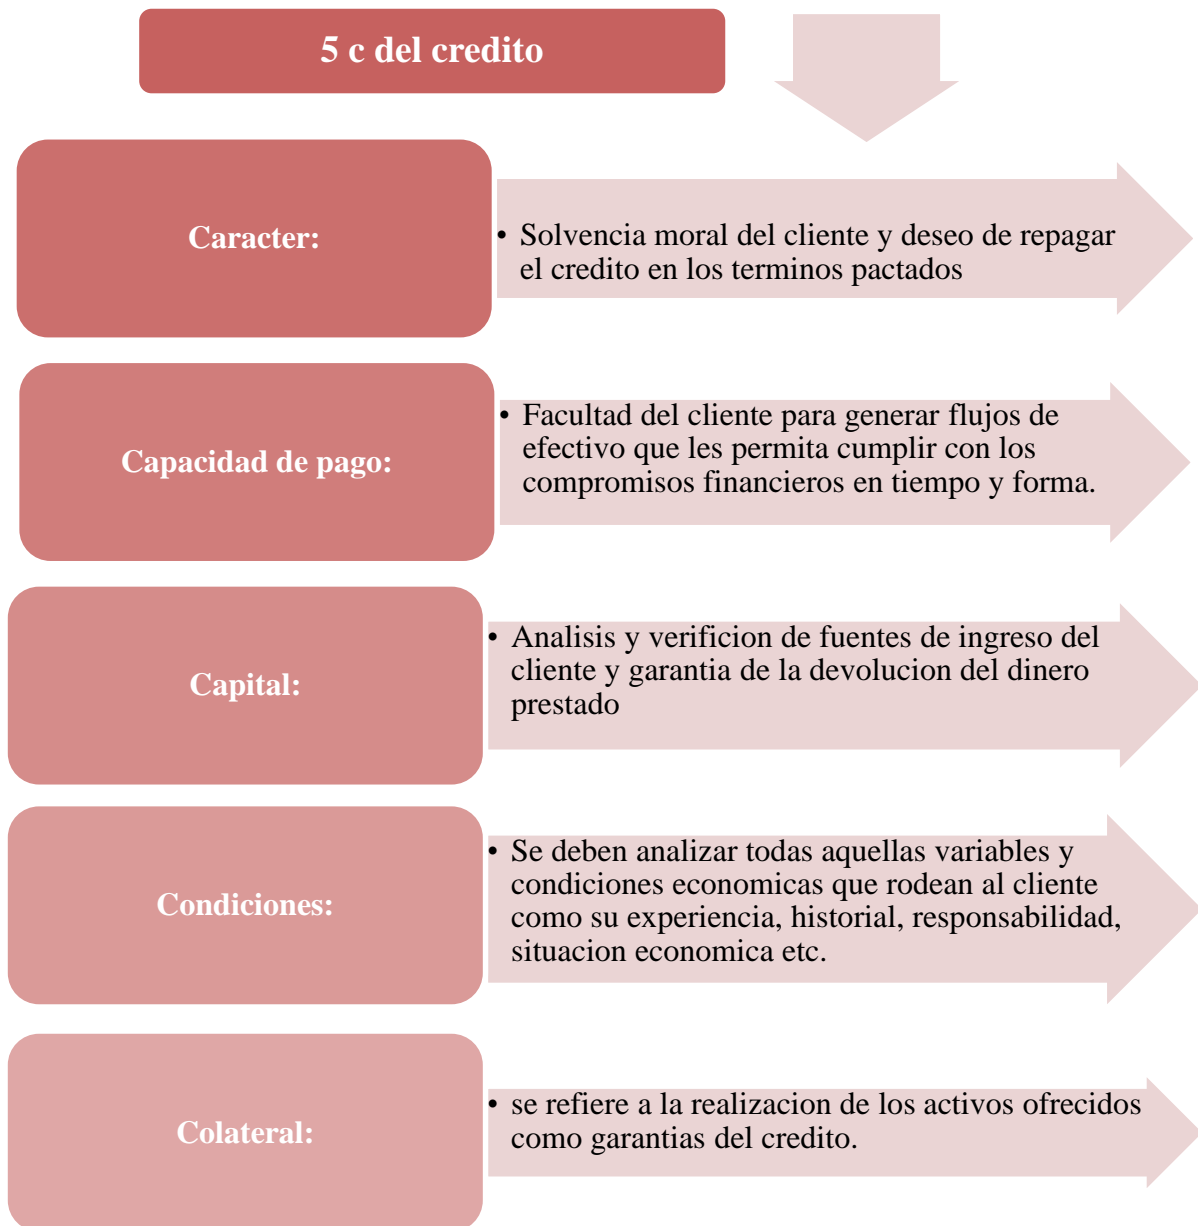 5 c del credito
Caracter:
• Solvencia moral del cliente y deseo de repagar
el credito en los terminos pactados
Capacidad de pago:
• Facultad del cliente para generar flujos de
efectivo que les permita cumplir con los
compromisos financieros en tiempo y forma.
Capital:
• Analisis y verificion de fuentes de ingreso del
cliente y garantia de la devolucion del dinero
prestado
Condiciones:
• Se deben analizar todas aquellas variables y
condiciones economicas que rodean al cliente
como su experiencia, historial, responsabilidad,
situacion economica etc.
Colateral:
• se refiere a la realizacion de los activos ofrecidos
como garantias del credito.